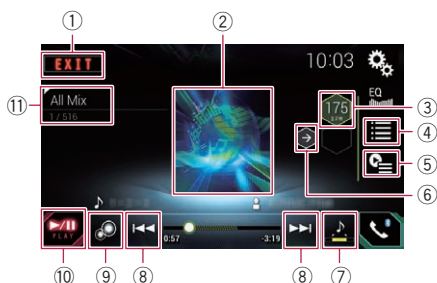 ① ②
EXIT 10:03
EQ
⑪ All Mix
1 / 516
175
BPM
③
④
⑤
⑥
PLAY
0:57 -3:19
⑩ ⑨ ⑧ ⑧ ⑦